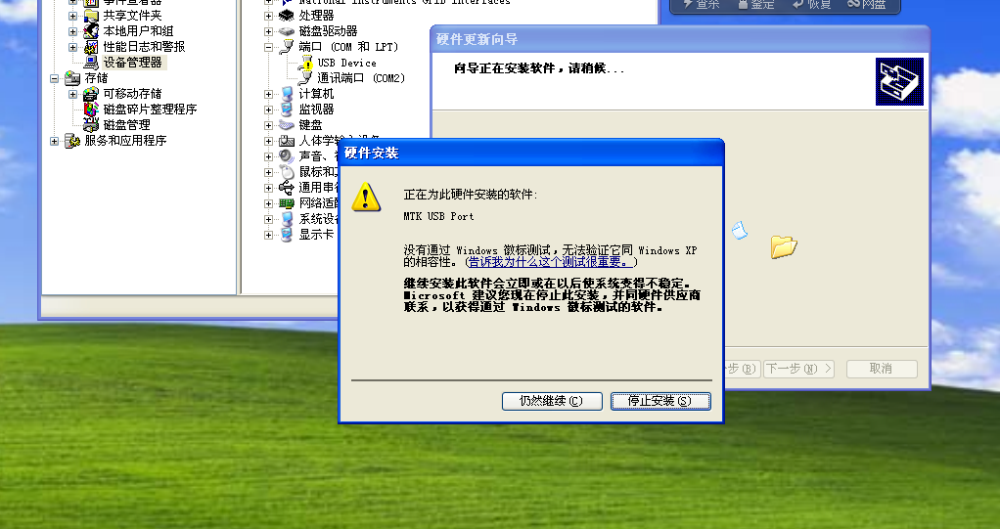 事件查看器
共享文件夹
本地用户和组
性能日志和警报
设备管理器
存储
可移动存储
磁盘碎片整理程序
磁盘管理
服务和应用程序
National Instruments GPIB Interfaces
处理器
磁盘驱动器
端口 (COM 和 LPT)
USB Device
通讯端口 (COM2)
计算机
监视器
键盘
人体学输入设备
声音、
鼠标和
通用串
网络适配
系统设
显示卡
查杀
鉴定
恢复
网盘
硬件更新向导
向导正在安装软件，请稍候...
硬件安装
正在为此硬件安装的软件:
MTK USB Port
没有通过 Windows 徽标测试，无法验证它同 Windows XP
的相容性。(告诉我为什么这个测试很重要。)
继续安装此软件会立即或在以后使系统变得不稳定。
Microsoft 建议您现在停止此安装，并同硬件供应商
联系，以获得通过 Windows 徽标测试的软件。
仍然继续(C)
停止安装(S)
步(B)
下一步(N) >
取消